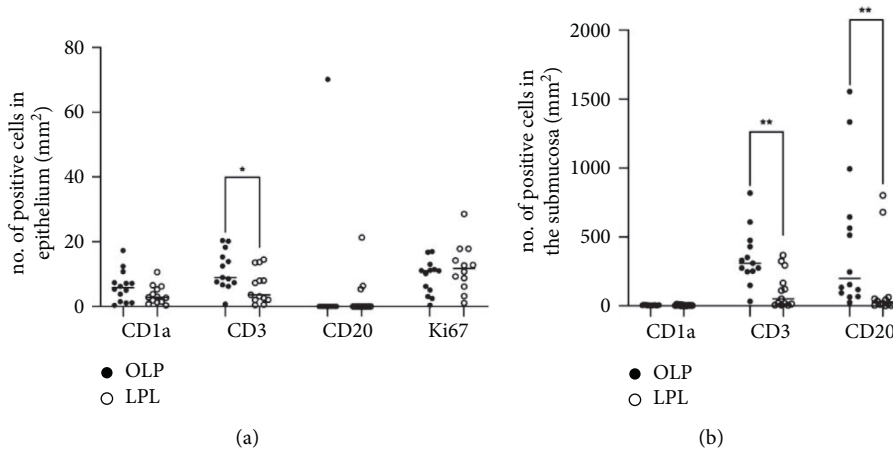 no. of positive cells in
epithelium (mm²)
80
60
40
20
0
*
CD1a
CD3
CD20
Ki67
OLP
LPL
(a)
no. of positive cells in
the submucosa (mm²)
2000
1500
1000
500
0
**
**
CD1a
CD3
CD20
OLP
LPL
(b)